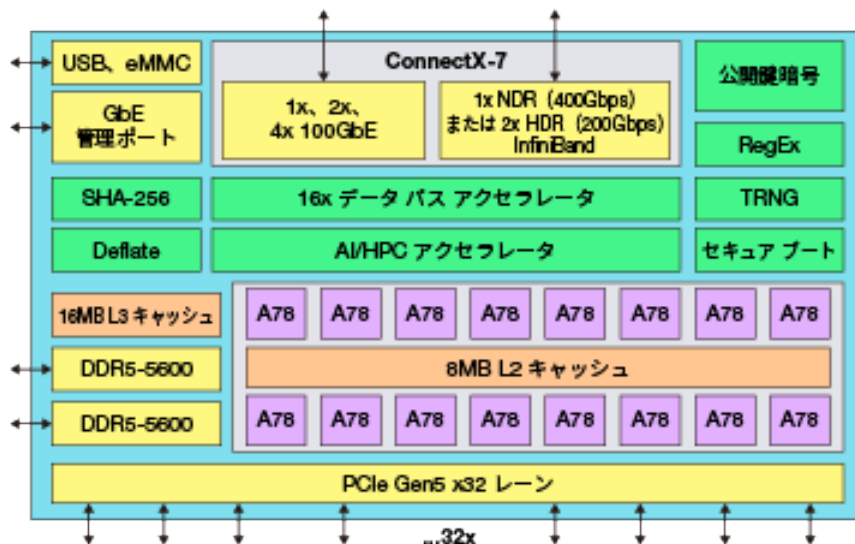 USB、eMMC
GbE
管理ポート
ConnectX-7
1x、2x、
4x 100GbE
1x NDR（400Gbps）
または 2x HDR（200Gbps）
InfiniBand
公開鍵暗号
RegEx
SHA-256
16x データ パス アクセラレータ
TRNG
Deflate
AI/HPC アクセラレータ
セキュア ブート
16MB L3 キャッシュ
A78 A78 A78 A78 A78 A78 A78 A78
DDR5-5600
8MB L2 キャッシュ
DDR5-5600
A78 A78 A78 A78 A78 A78 A78 A78
PCIe Gen5 x32 レーン
...32x